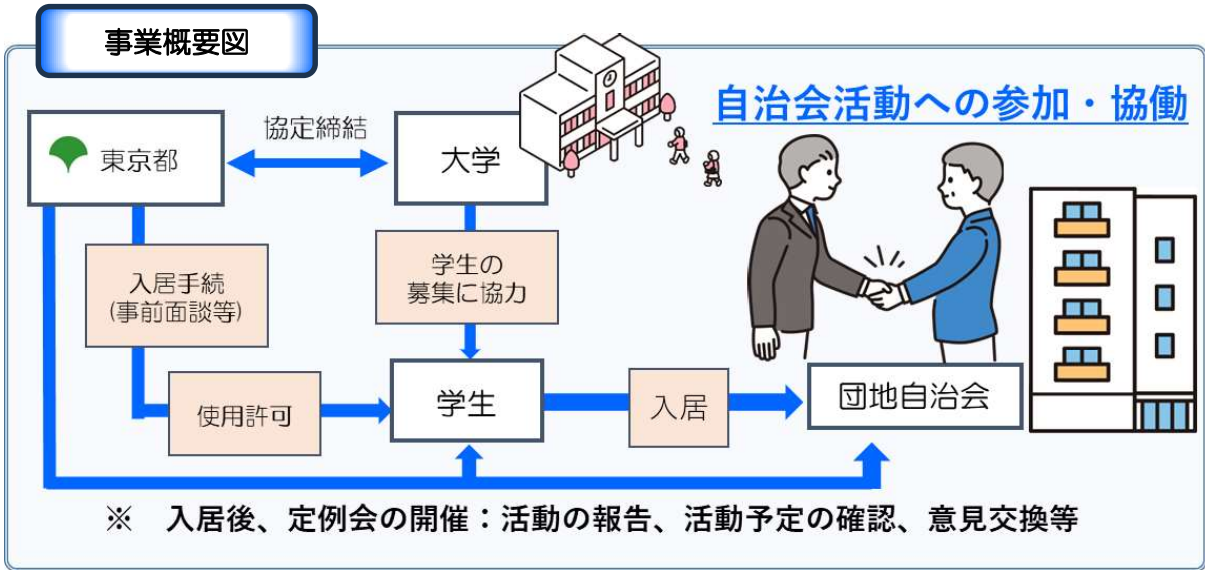 事業概要図
自治会活動への参加・協働
東京都
協定締結
大学
入居手続
(事前面談等)
学生の
募集に協力
使用許可
学生
入居
団地自治会
※　入居後、定例会の開催：活動の報告、活動予定の確認、意見交換等